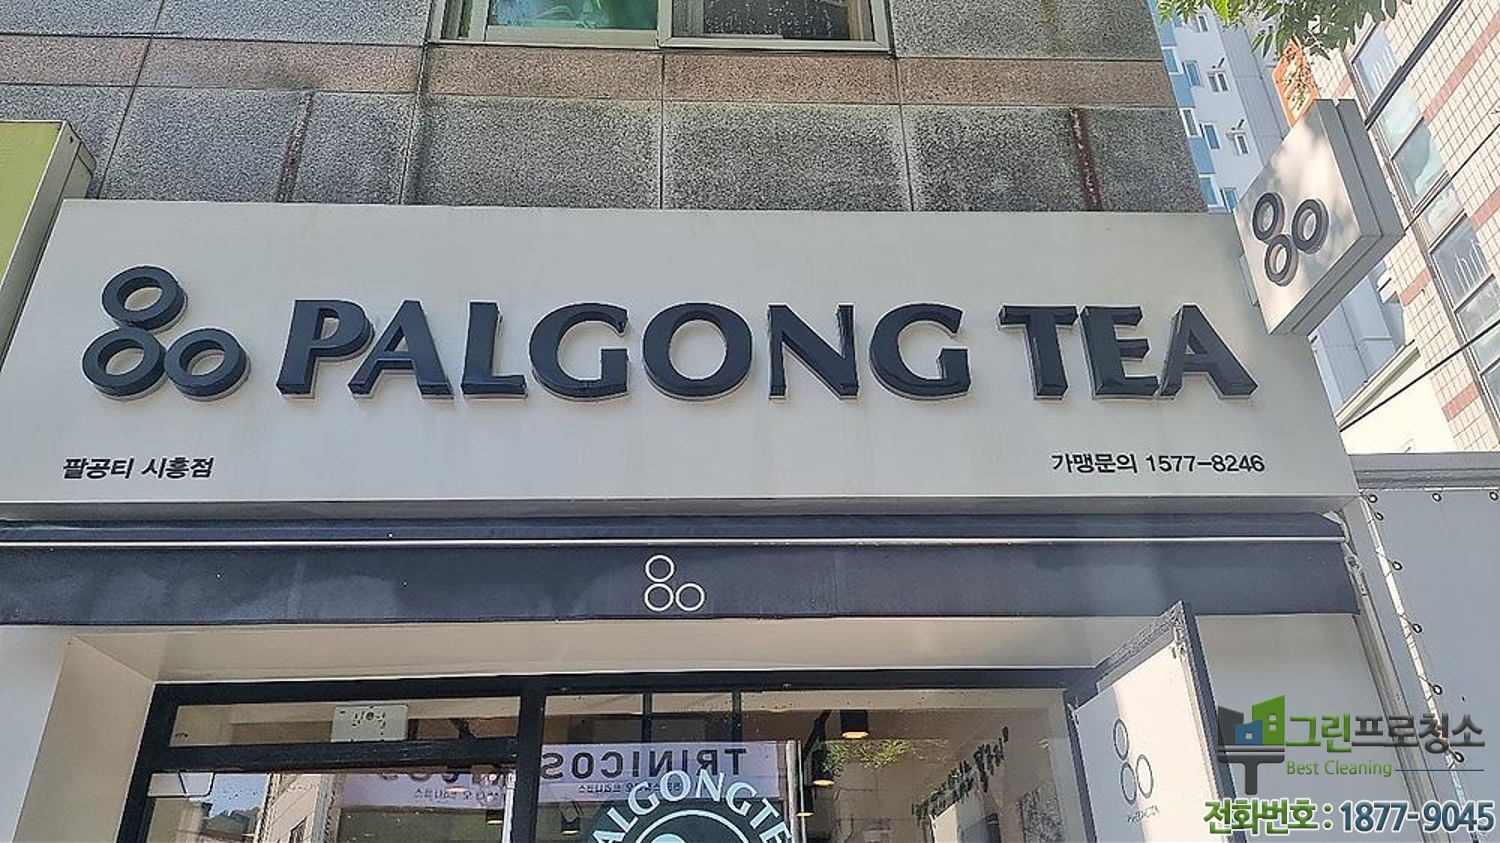 PALGONG TEA
팔공티 시흥점
가맹문의 1577-8246
TRINICOS
PALGONGTE
그린프로청소
Best Cleaning
전화번호 : 1877-9045